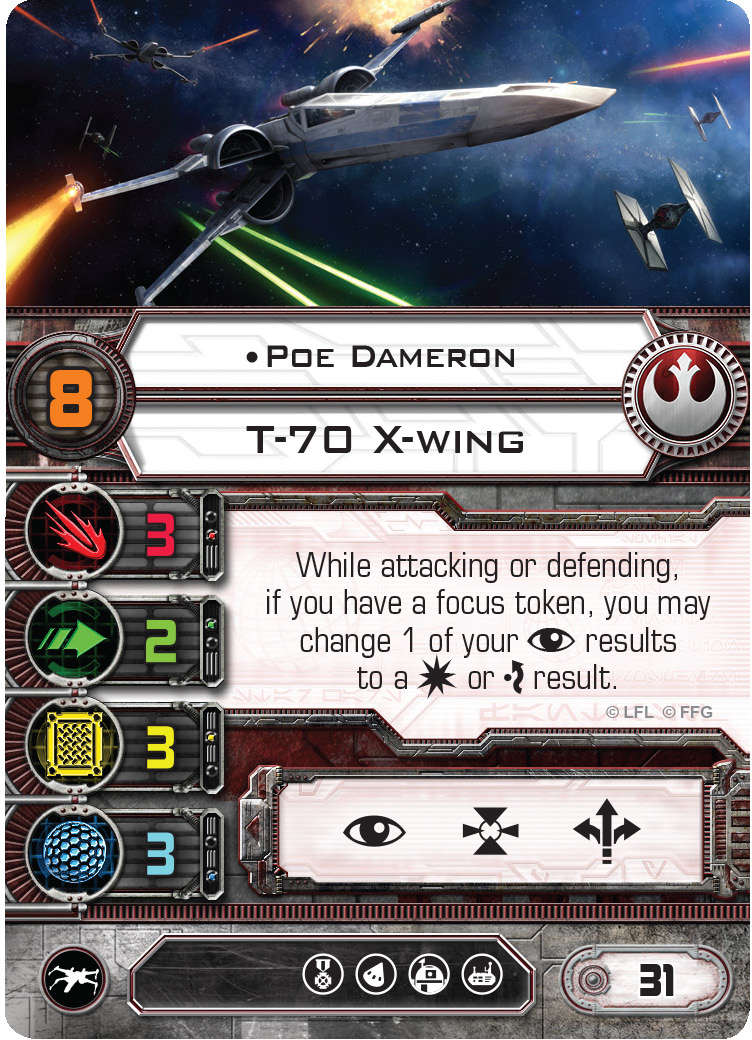 •Poe Dameron
8
T-70 X-wing
3
While attacking or defending,
if you have a focus token, you may
change 1 of your results
to a or result.
© LFL © FFG
2
3
3
31